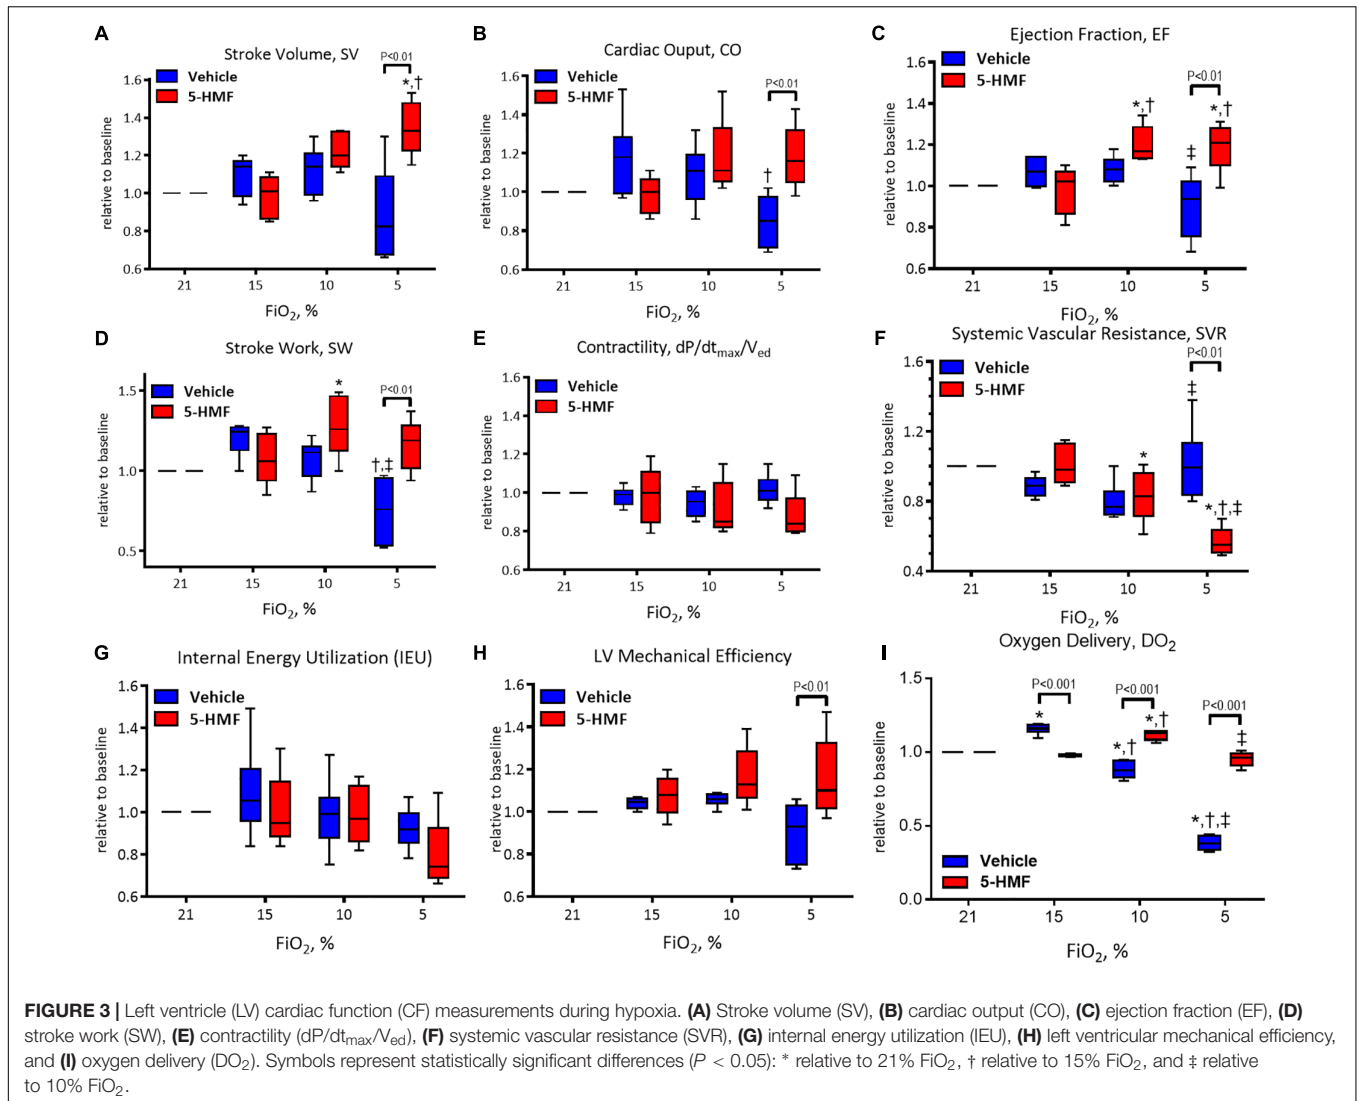 A
Stroke Volume, SV
P<0.01
1.6
Vehicle
5-HMF
*,†
1.4
1.2
1.0
0.8
0.6
relative to baseline
21
15
10
5
FiO2, %
B
Cardiac Ouput, CO
P<0.01
1.6
Vehicle
5-HMF
1.4
1.2
†
1.0
0.8
0.6
relative to baseline
21
15
10
5
FiO2, %
C
Ejection Fraction, EF
1.6
Vehicle
P<0.01
5-HMF
1.4
*,†
*,†
1.2
‡
1.0
0.8
0.6
relative to baseline
21
15
10
5
FiO2, %
D
Stroke Work, SW
1.5
Vehicle
5-HMF
*
P<0.01
†,‡
1.0
0.5
relative to baseline
21
15
10
5
FiO2, %
E
Contractility, dP/dtmax/Ved
1.6
Vehicle
5-HMF
1.4
1.2
1.0
0.8
0.6
relative to baseline
21
15
10
5
FiO2, %
F
Systemic Vascular Resistance, SVR
P<0.01
1.6
Vehicle
5-HMF
‡
1.2
*
*,†,‡
0.8
0.4
relative to baseline
21
15
10
5
FiO2, %
G
Internal Energy Utilization (IEU)
1.6
Vehicle
5-HMF
1.4
1.2
1.0
0.8
0.6
relative to baseline
21
15
10
5
FiO2, %
H
LV Mechanical Efficiency
1.6
Vehicle
5-HMF
P<0.01
1.4
1.2
1.0
0.8
0.6
relative to baseline
21
15
10
5
FiO2, %
I
Oxygen Delivery, DO2
1.5
P<0.001
P<0.001
P<0.001
*
*,†
*,†
‡
1.0
*,†,‡
0.5
Vehicle
5-HMF
0.0
relative to baseline
21
15
10
5
FiO2, %
FIGURE 3 | Left ventricle (LV) cardiac function (CF) measurements during hypoxia. (A) Stroke volume (SV), (B) cardiac output (CO), (C) ejection fraction (EF), (D)
stroke work (SW), (E) contractility (dP/dtmax/Ved), (F) systemic vascular resistance (SVR), (G) internal energy utilization (IEU), (H) left ventricular mechanical efficiency,
and (I) oxygen delivery (DO2). Symbols represent statistically significant differences (P < 0.05): * relative to 21% FiO2, † relative to 15% FiO2, and ‡ relative
to 10% FiO2.